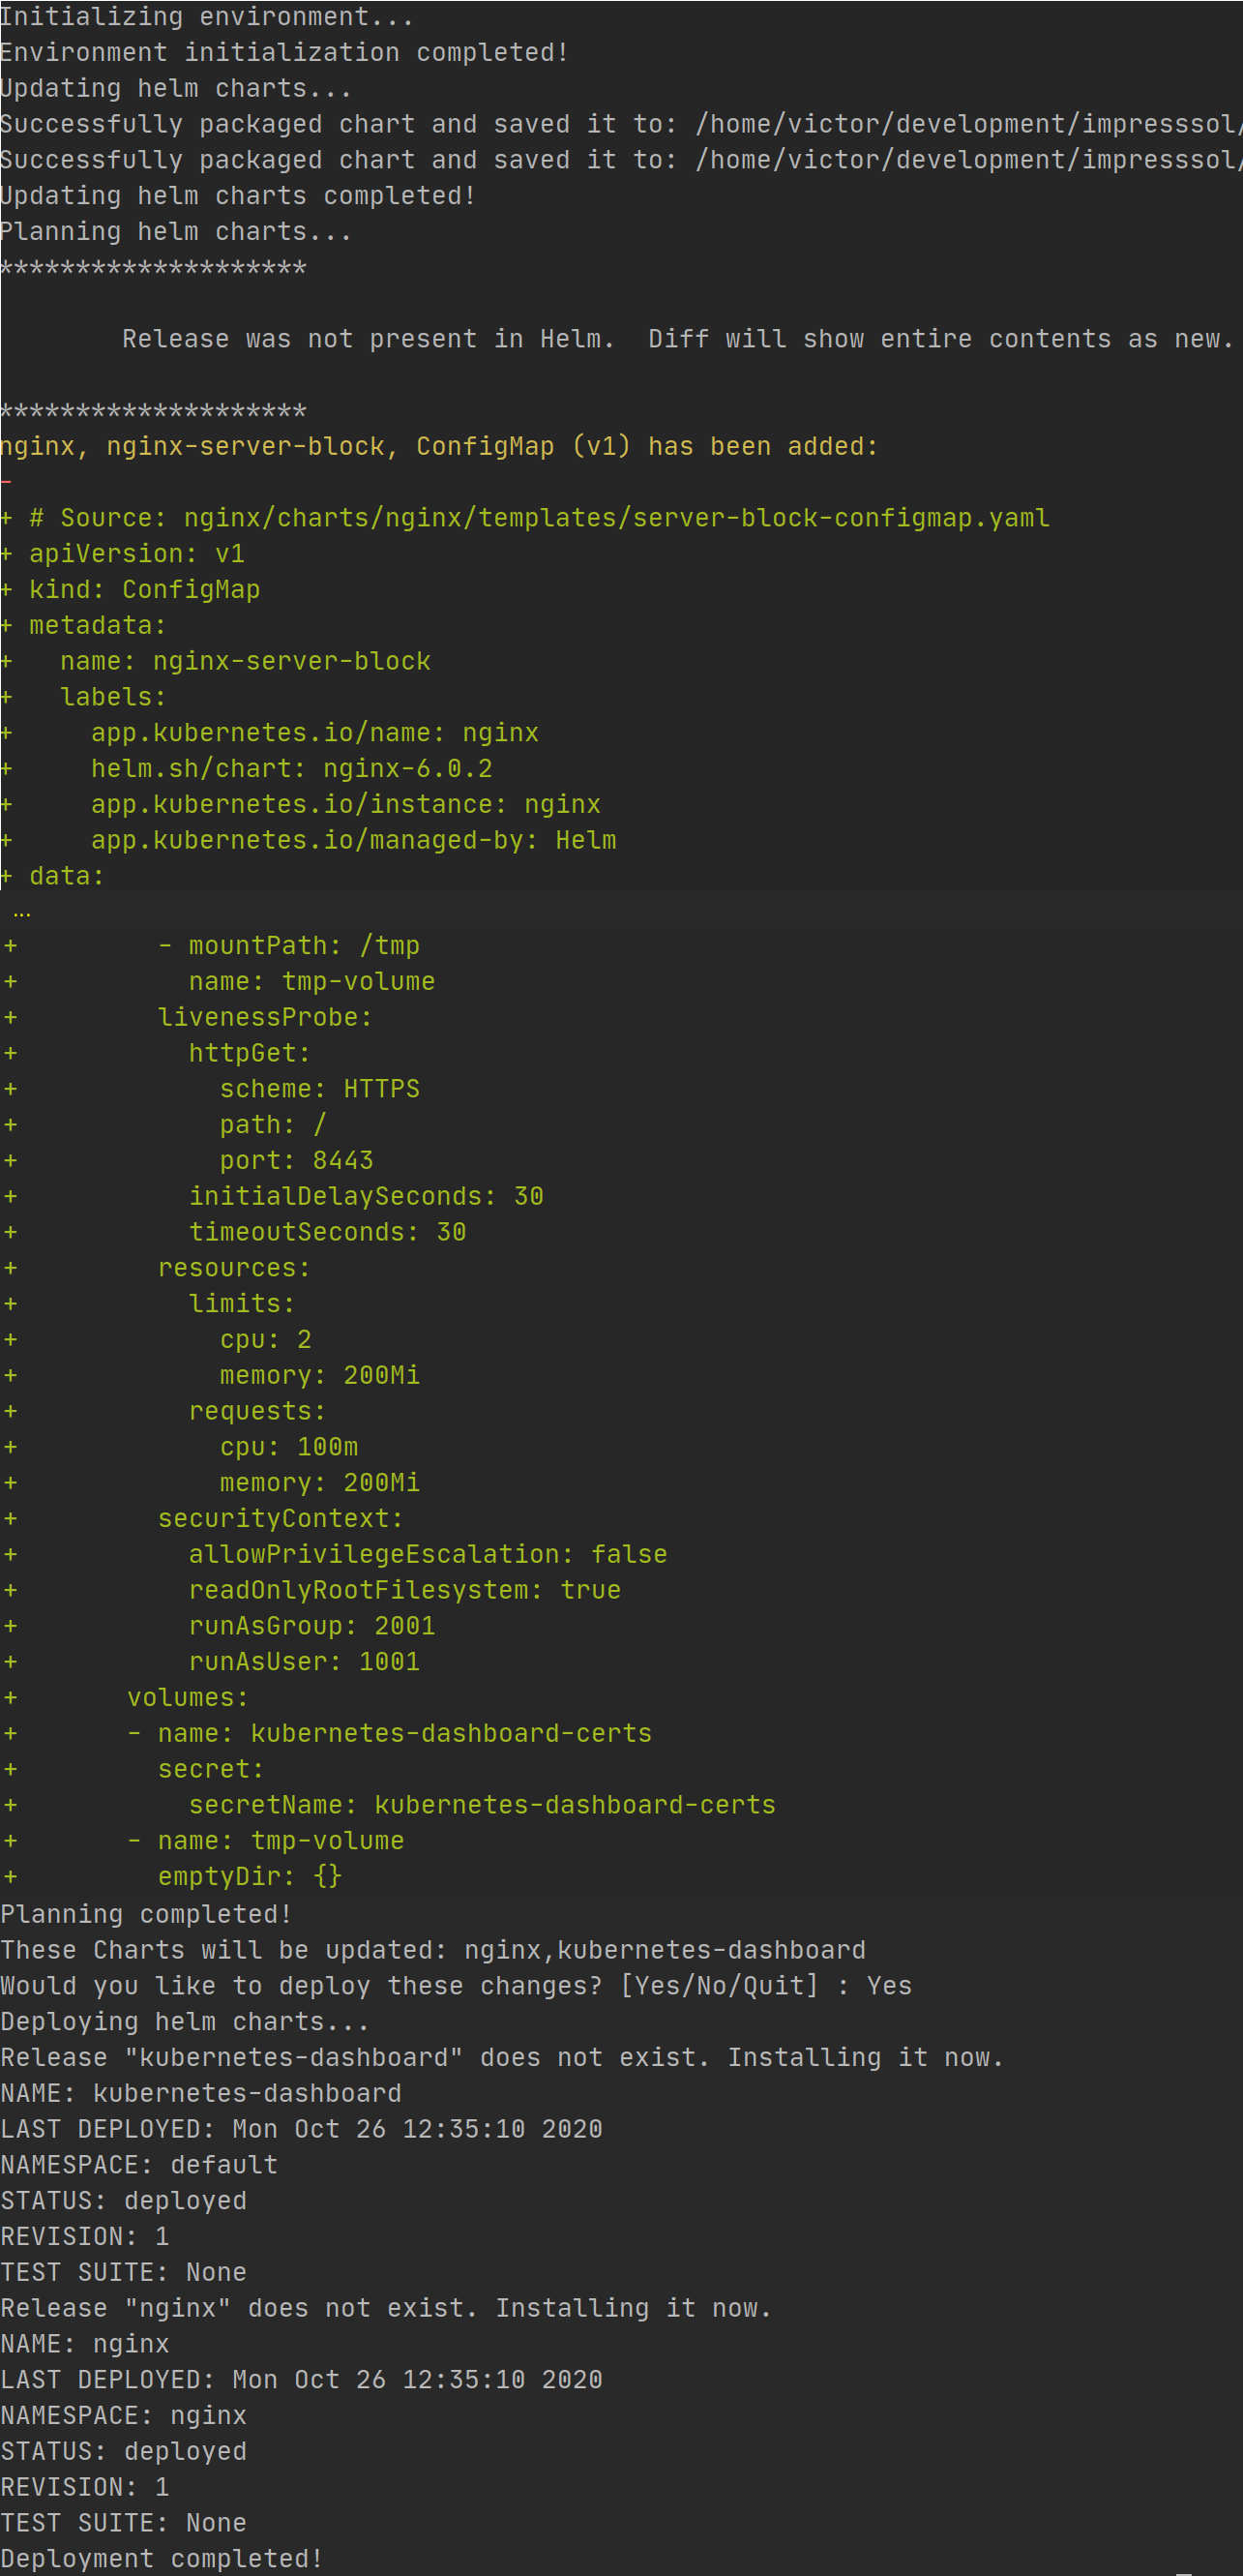 Initializing environment...
Environment initialization completed!
Updating helm charts...
Successfully packaged chart and saved it to: /home/victor/development/impresssol/
Successfully packaged chart and saved it to: /home/victor/development/impresssol/
Updating helm charts completed!
Planning helm charts...
********************
        Release was not present in Helm.  Diff will show entire contents as new.
********************
nginx, nginx-server-block, ConfigMap (v1) has been added:
-
+ # Source: nginx/charts/nginx/templates/server-block-configmap.yaml
+ apiVersion: v1
+ kind: ConfigMap
+ metadata:
+   name: nginx-server-block
+   labels:
+     app.kubernetes.io/name: nginx
+     helm.sh/chart: nginx-6.0.2
+     app.kubernetes.io/instance: nginx
+     app.kubernetes.io/managed-by: Helm
+ data:
...
+         - mountPath: /tmp
+           name: tmp-volume
+         livenessProbe:
+           httpGet:
+             scheme: HTTPS
+             path: /
+             port: 8443
+           initialDelaySeconds: 30
+           timeoutSeconds: 30
+         resources:
+           limits:
+             cpu: 2
+             memory: 200Mi
+           requests:
+             cpu: 100m
+             memory: 200Mi
+         securityContext:
+           allowPrivilegeEscalation: false
+           readOnlyRootFilesystem: true
+           runAsGroup: 2001
+           runAsUser: 1001
+       volumes:
+       - name: kubernetes-dashboard-certs
+         secret:
+           secretName: kubernetes-dashboard-certs
+       - name: tmp-volume
+         emptyDir: {}
Planning completed!
These Charts will be updated: nginx,kubernetes-dashboard
Would you like to deploy these changes? [Yes/No/Quit] : Yes
Deploying helm charts...
Release "kubernetes-dashboard" does not exist. Installing it now.
NAME: kubernetes-dashboard
LAST DEPLOYED: Mon Oct 26 12:35:10 2020
NAMESPACE: default
STATUS: deployed
REVISION: 1
TEST SUITE: None
Release "nginx" does not exist. Installing it now.
NAME: nginx
LAST DEPLOYED: Mon Oct 26 12:35:10 2020
NAMESPACE: nginx
STATUS: deployed
REVISION: 1
TEST SUITE: None
Deployment completed!